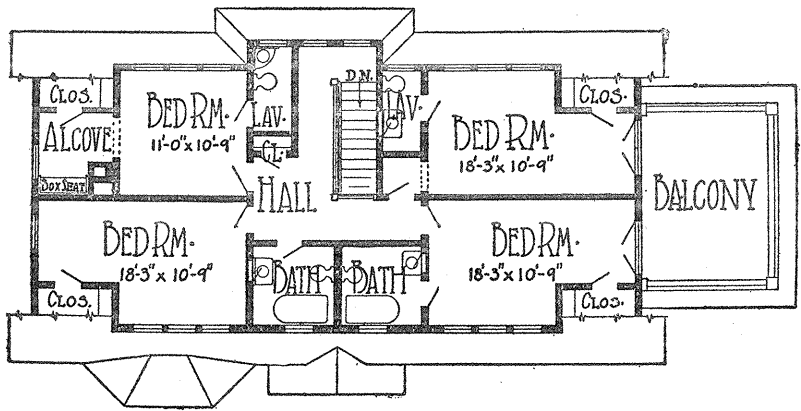 CLOS.
BED RM.
11'-0" x 10'-9"
ALCOVE
BOX SEAT
LAV.
CL.
D.N.
LAV.
BED RM.
18'-3" x 10'-9"
CLOS.
HALL
BALCONY
BED RM.
18'-3" x 10'-9"
CLOS.
BATH
BATH
BED RM.
18'-3" x 10'-9"
CLOS.